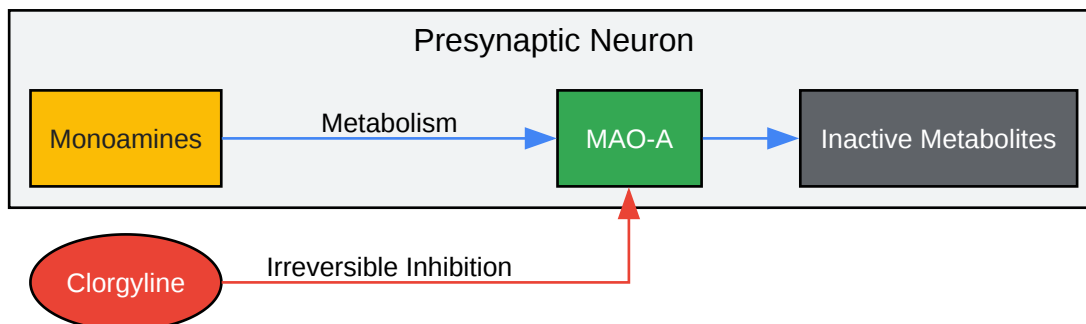 Presynaptic Neuron
Monoamines
Metabolism
MAO-A
Inactive Metabolites
Clorgyline
Irreversible Inhibition